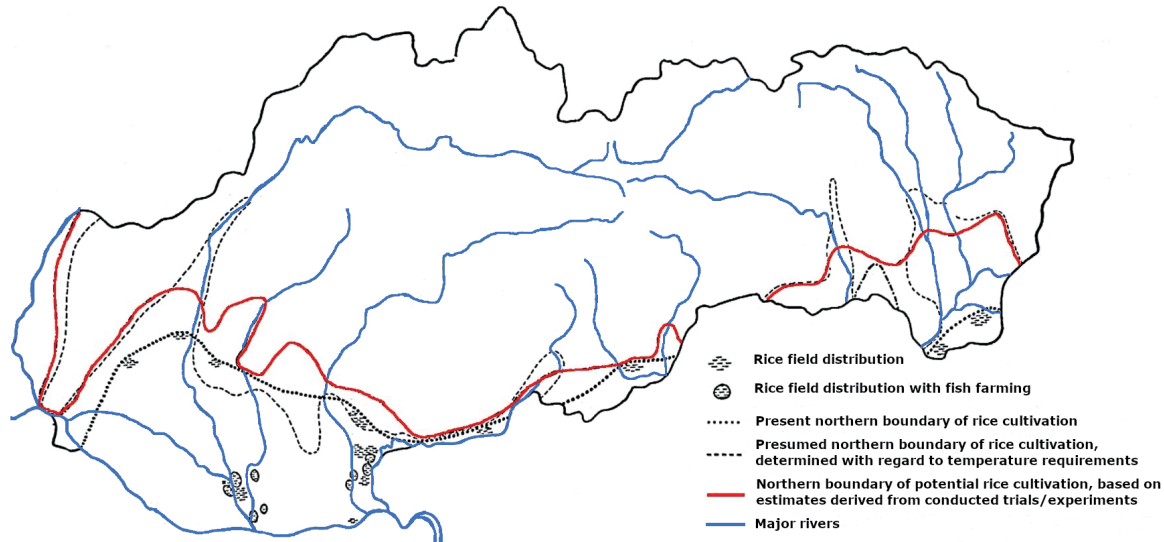 Rice field distribution
Rice field distribution with fish farming
Present northern boundary of rice cultivation
Presumed northern boundary of rice cultivation,
determined with regard to temperature requirements
Northern boundary of potential rice cultivation, based on
estimates derived from conducted trials/experiments
Major rivers